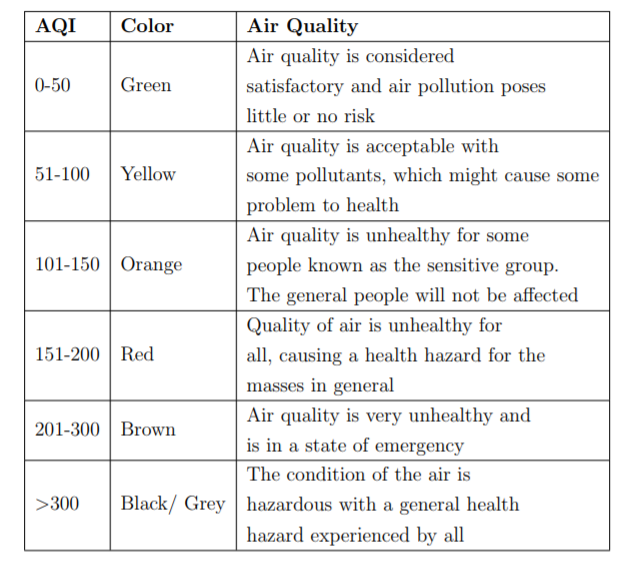 AQI Color Air Quality
0-50 Green Air quality is considered
satisfactory and air pollution poses
little or no risk
51-100 Yellow Air quality is acceptable with
some pollutants, which might cause some
problem to health
101-150 Orange Air quality is unhealthy for some
people known as the sensitive group.
The general people will not be affected
151-200 Red Quality of air is unhealthy for
all, causing a health hazard for the
masses in general
201-300 Brown Air quality is very unhealthy and
is in a state of emergency
>300 Black/ Grey The condition of the air is
hazardous with a general health
hazard experienced by all